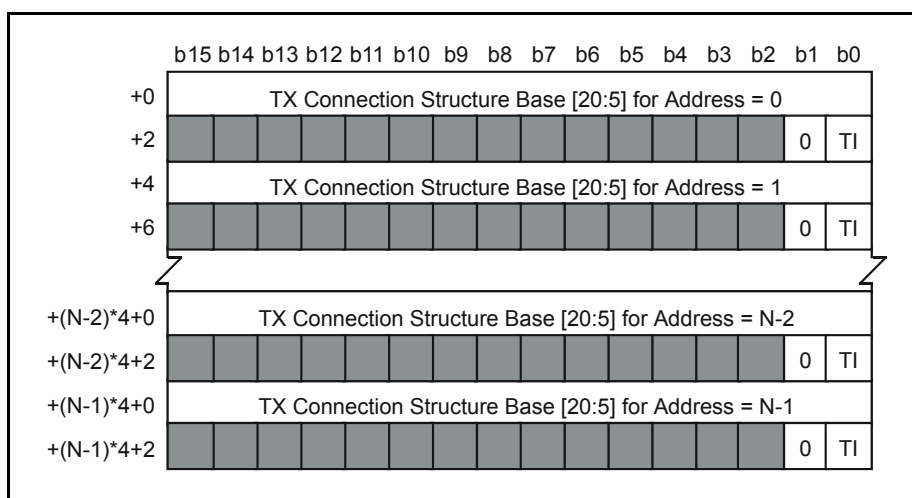 b15 b14 b13 b12 b11 b10 b9 b8 b7 b6 b5 b4 b3 b2 b1 b0
+0 TX Connection Structure Base [20:5] for Address = 0
+2 0 TI
+4 TX Connection Structure Base [20:5] for Address = 1
+6 0 TI
+(N-2)*4+0 TX Connection Structure Base [20:5] for Address = N-2
+(N-2)*4+2 0 TI
+(N-1)*4+0 TX Connection Structure Base [20:5] for Address = N-1
+(N-1)*4+2 0 TI